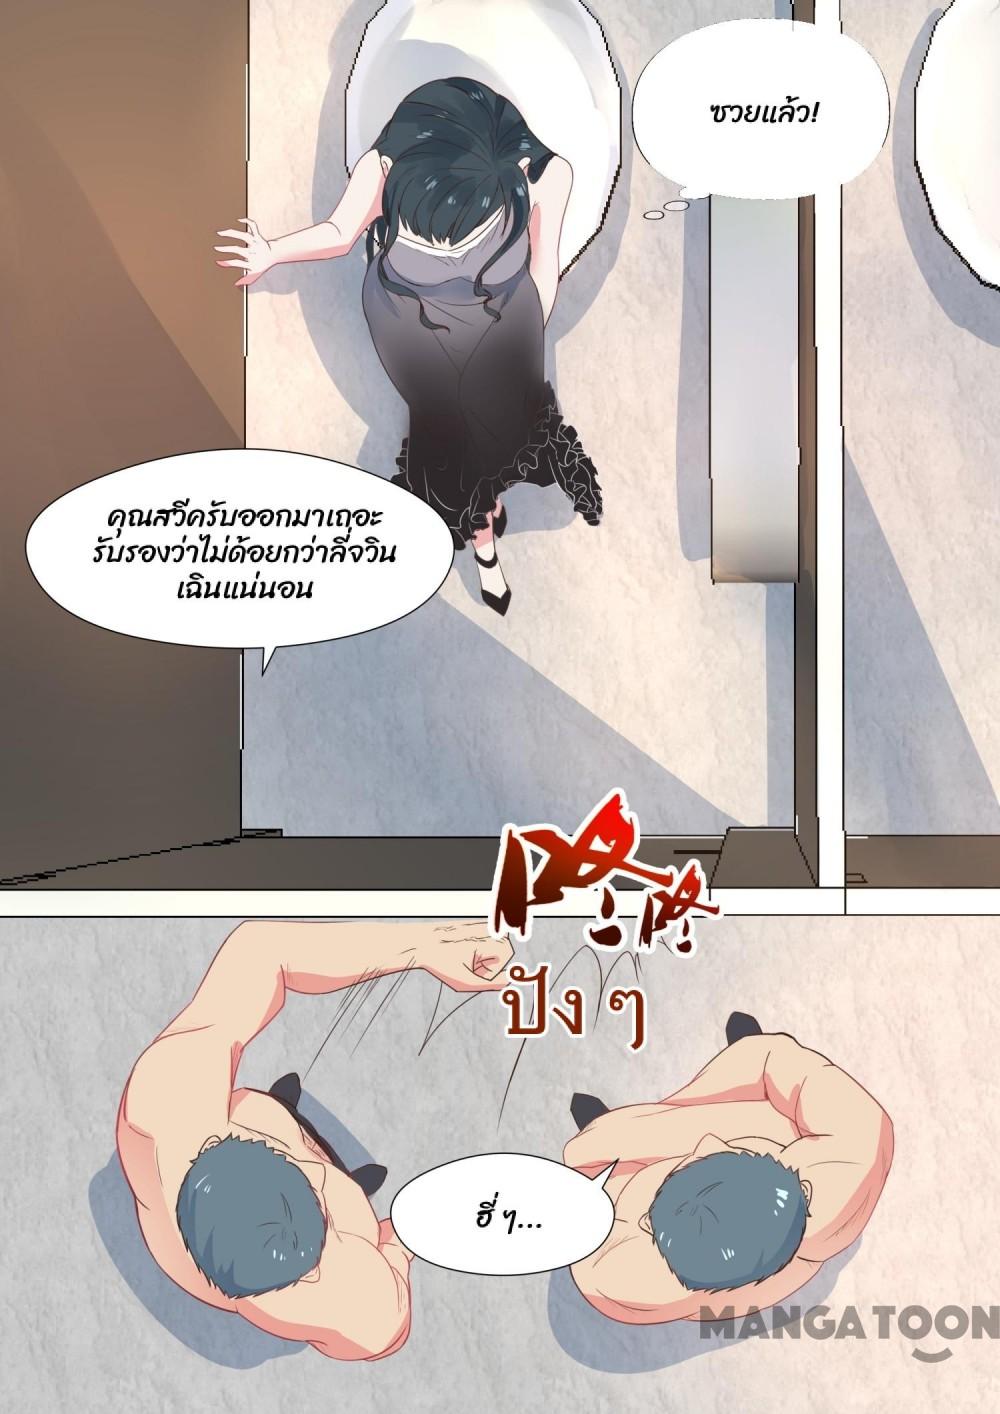 ซวยแล้ว!
คุณสวีครับออกมาเถอะ
รับรองว่าไม่ด้อยกว่าลี่จวิน
เฉินแน่นอน
咚咚
ปัง ๆ
ฮี่ ๆ...
MANGATOON